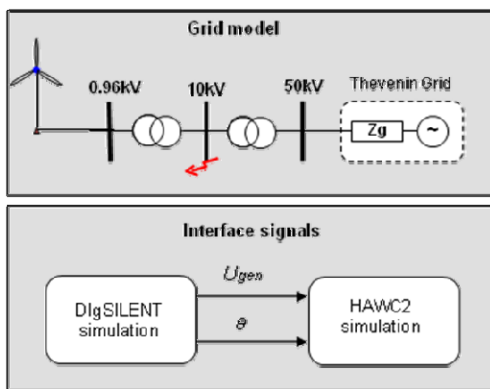 Grid model
0.96kV 10kV 50kV Thevenin Grid
Zg ~
Interface signals
DIgSILENT simulation
Ugen
HAWC2 simulation